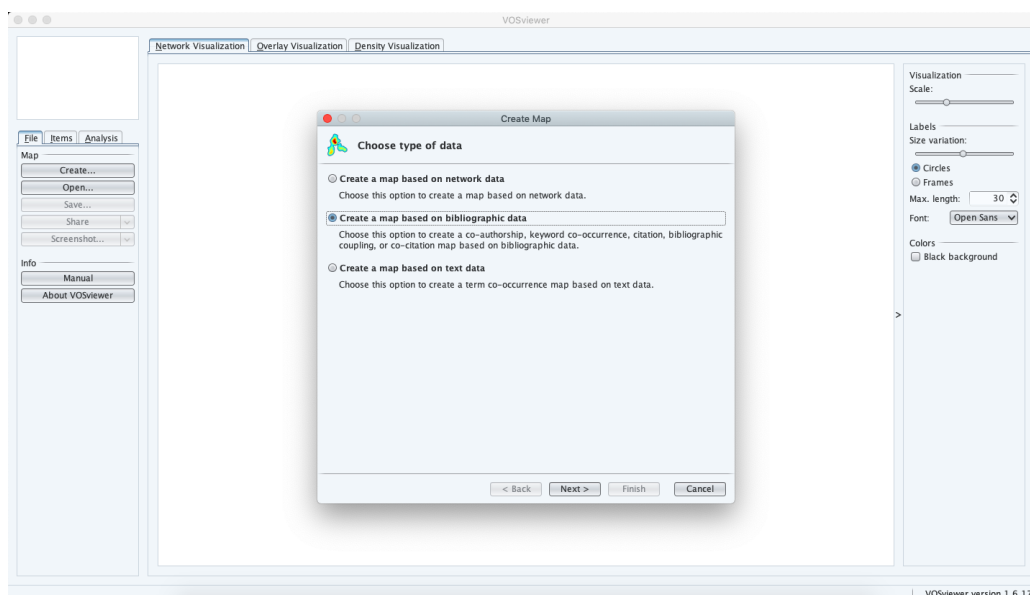 VOSviewer
Network Visualization Overlay Visualization Density Visualization
File Items Analysis
Map
Create...
Open...
Save...
Share
Screenshot...
Info
Manual
About VOSviewer
Create Map
Choose type of data
Create a map based on network data
Choose this option to create a map based on network data.
Create a map based on bibliographic data
Choose this option to create a co-authorship, keyword co-occurrence, citation, bibliographic
coupling, or co-citation map based on bibliographic data.
Create a map based on text data
Choose this option to create a term co-occurrence map based on text data.
< Back Next > Finish Cancel
>
Visualization
Scale:
Labels
Size variation:
Circles
Frames
Max. length: 30
Font: Open Sans
Colors
Black background
VOSviewer version